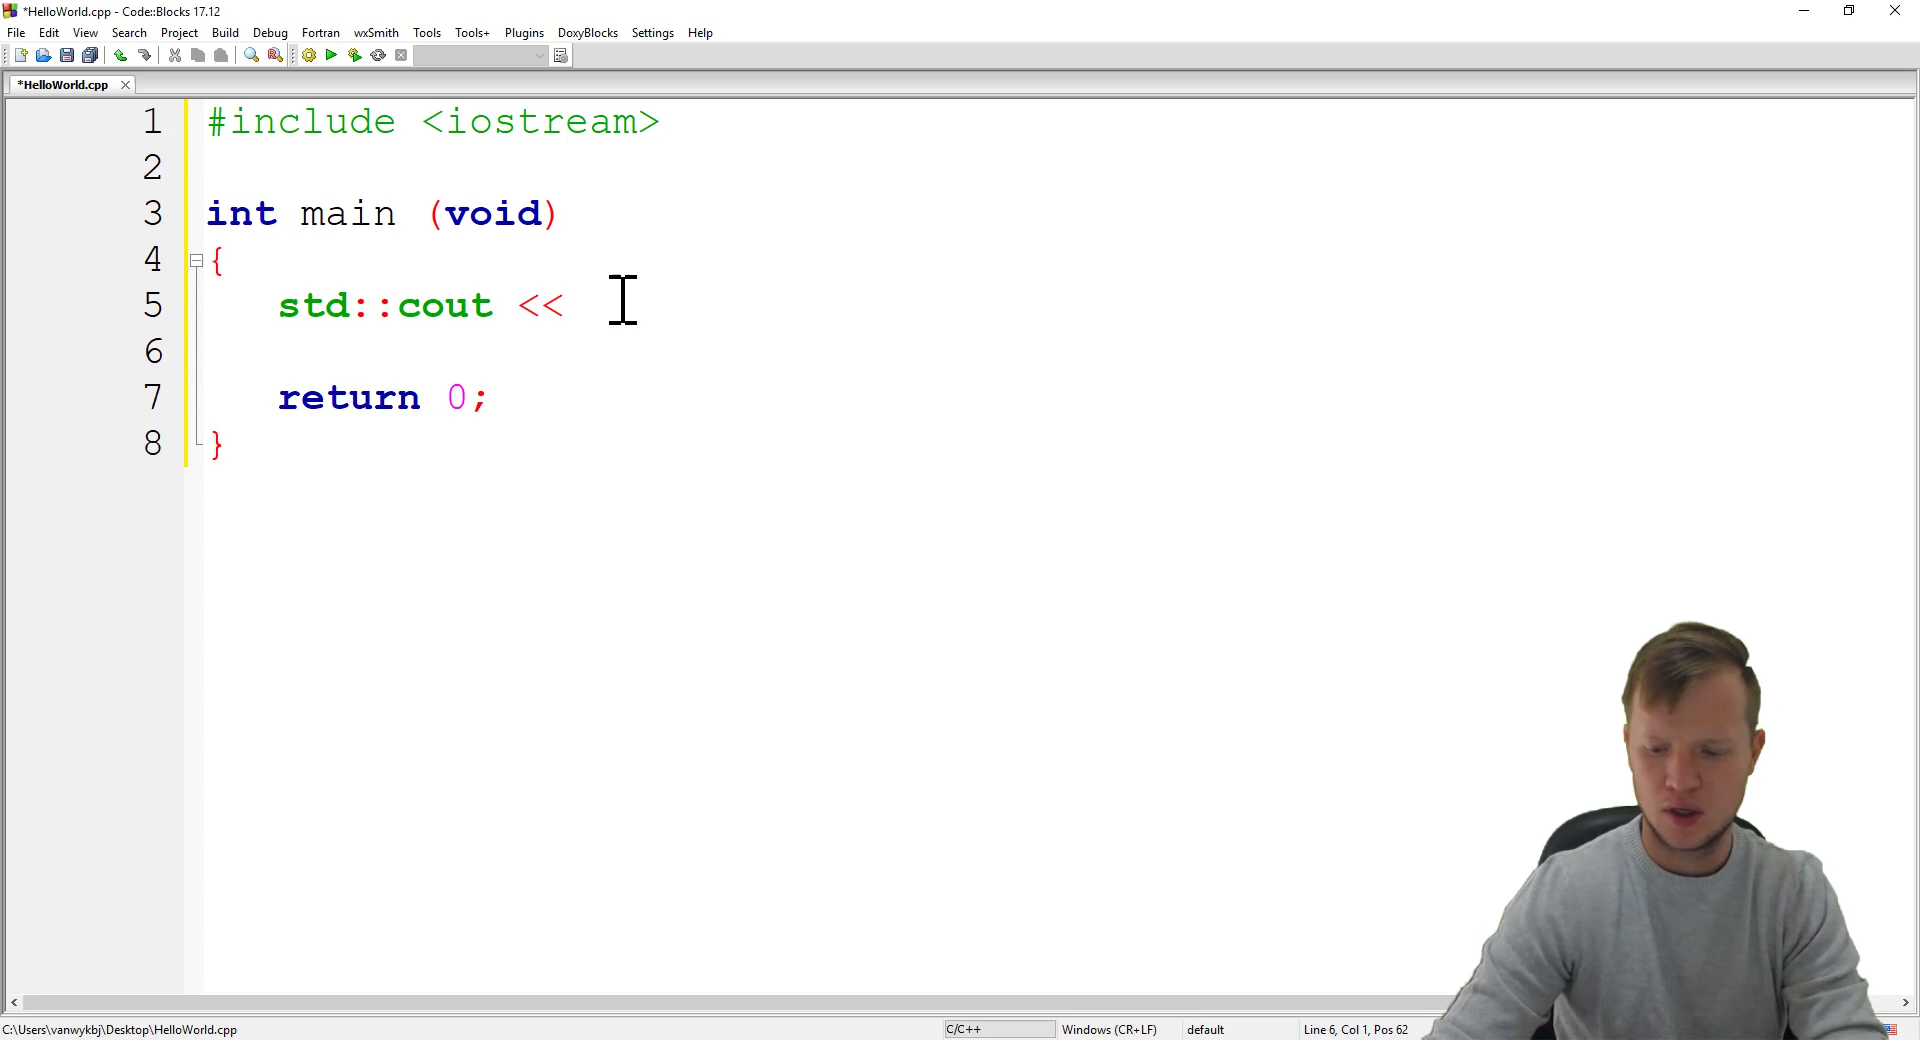 *HelloWorld.cpp - Code::Blocks 17.12
File Edit View Search Project Build Debug Fortran wxSmith Tools Tools+ Plugins DoxyBlocks Settings Help
*HelloWorld.cpp
1 #include <iostream>
2
3 int main (void)
4 {
5 std::cout <<
6
7 return 0;
8 }
C:\Users\vanwykbj\Desktop\HelloWorld.cpp C/C++ Windows (CR+LF) default Line 6, Col 1, Pos 62